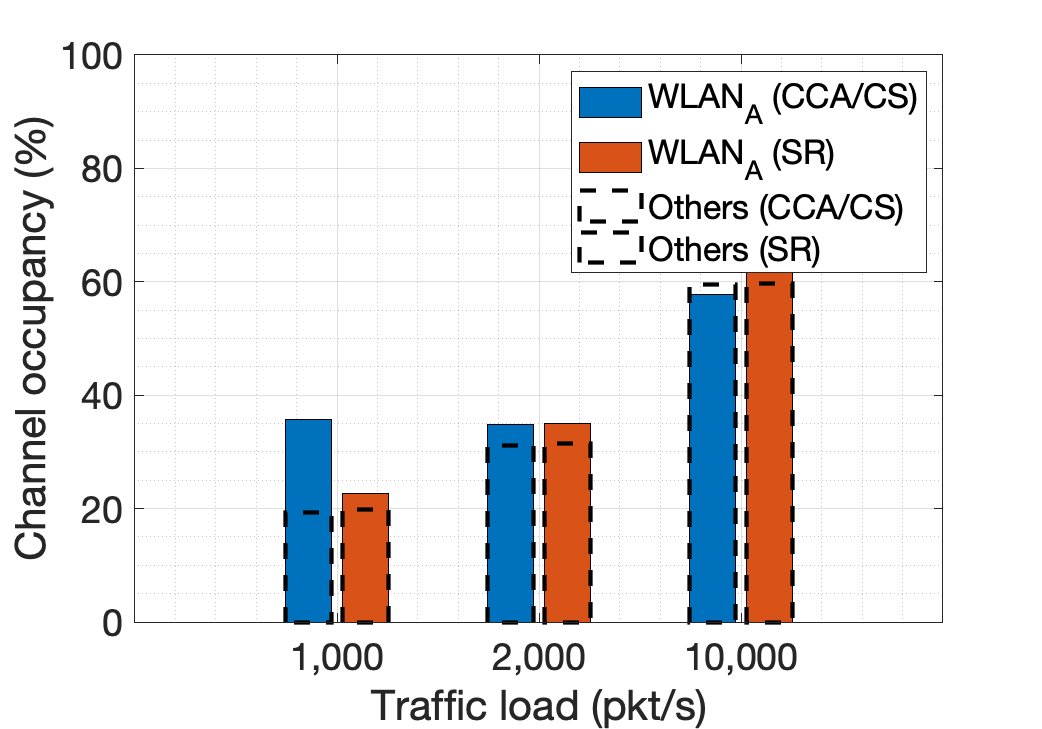 100
80
60
40
20
0
Channel occupancy (%)
WLAN_A (CCA/CS)
WLAN_A (SR)
Others (CCA/CS)
Others (SR)
1,000
2,000
10,000
Traffic load (pkt/s)